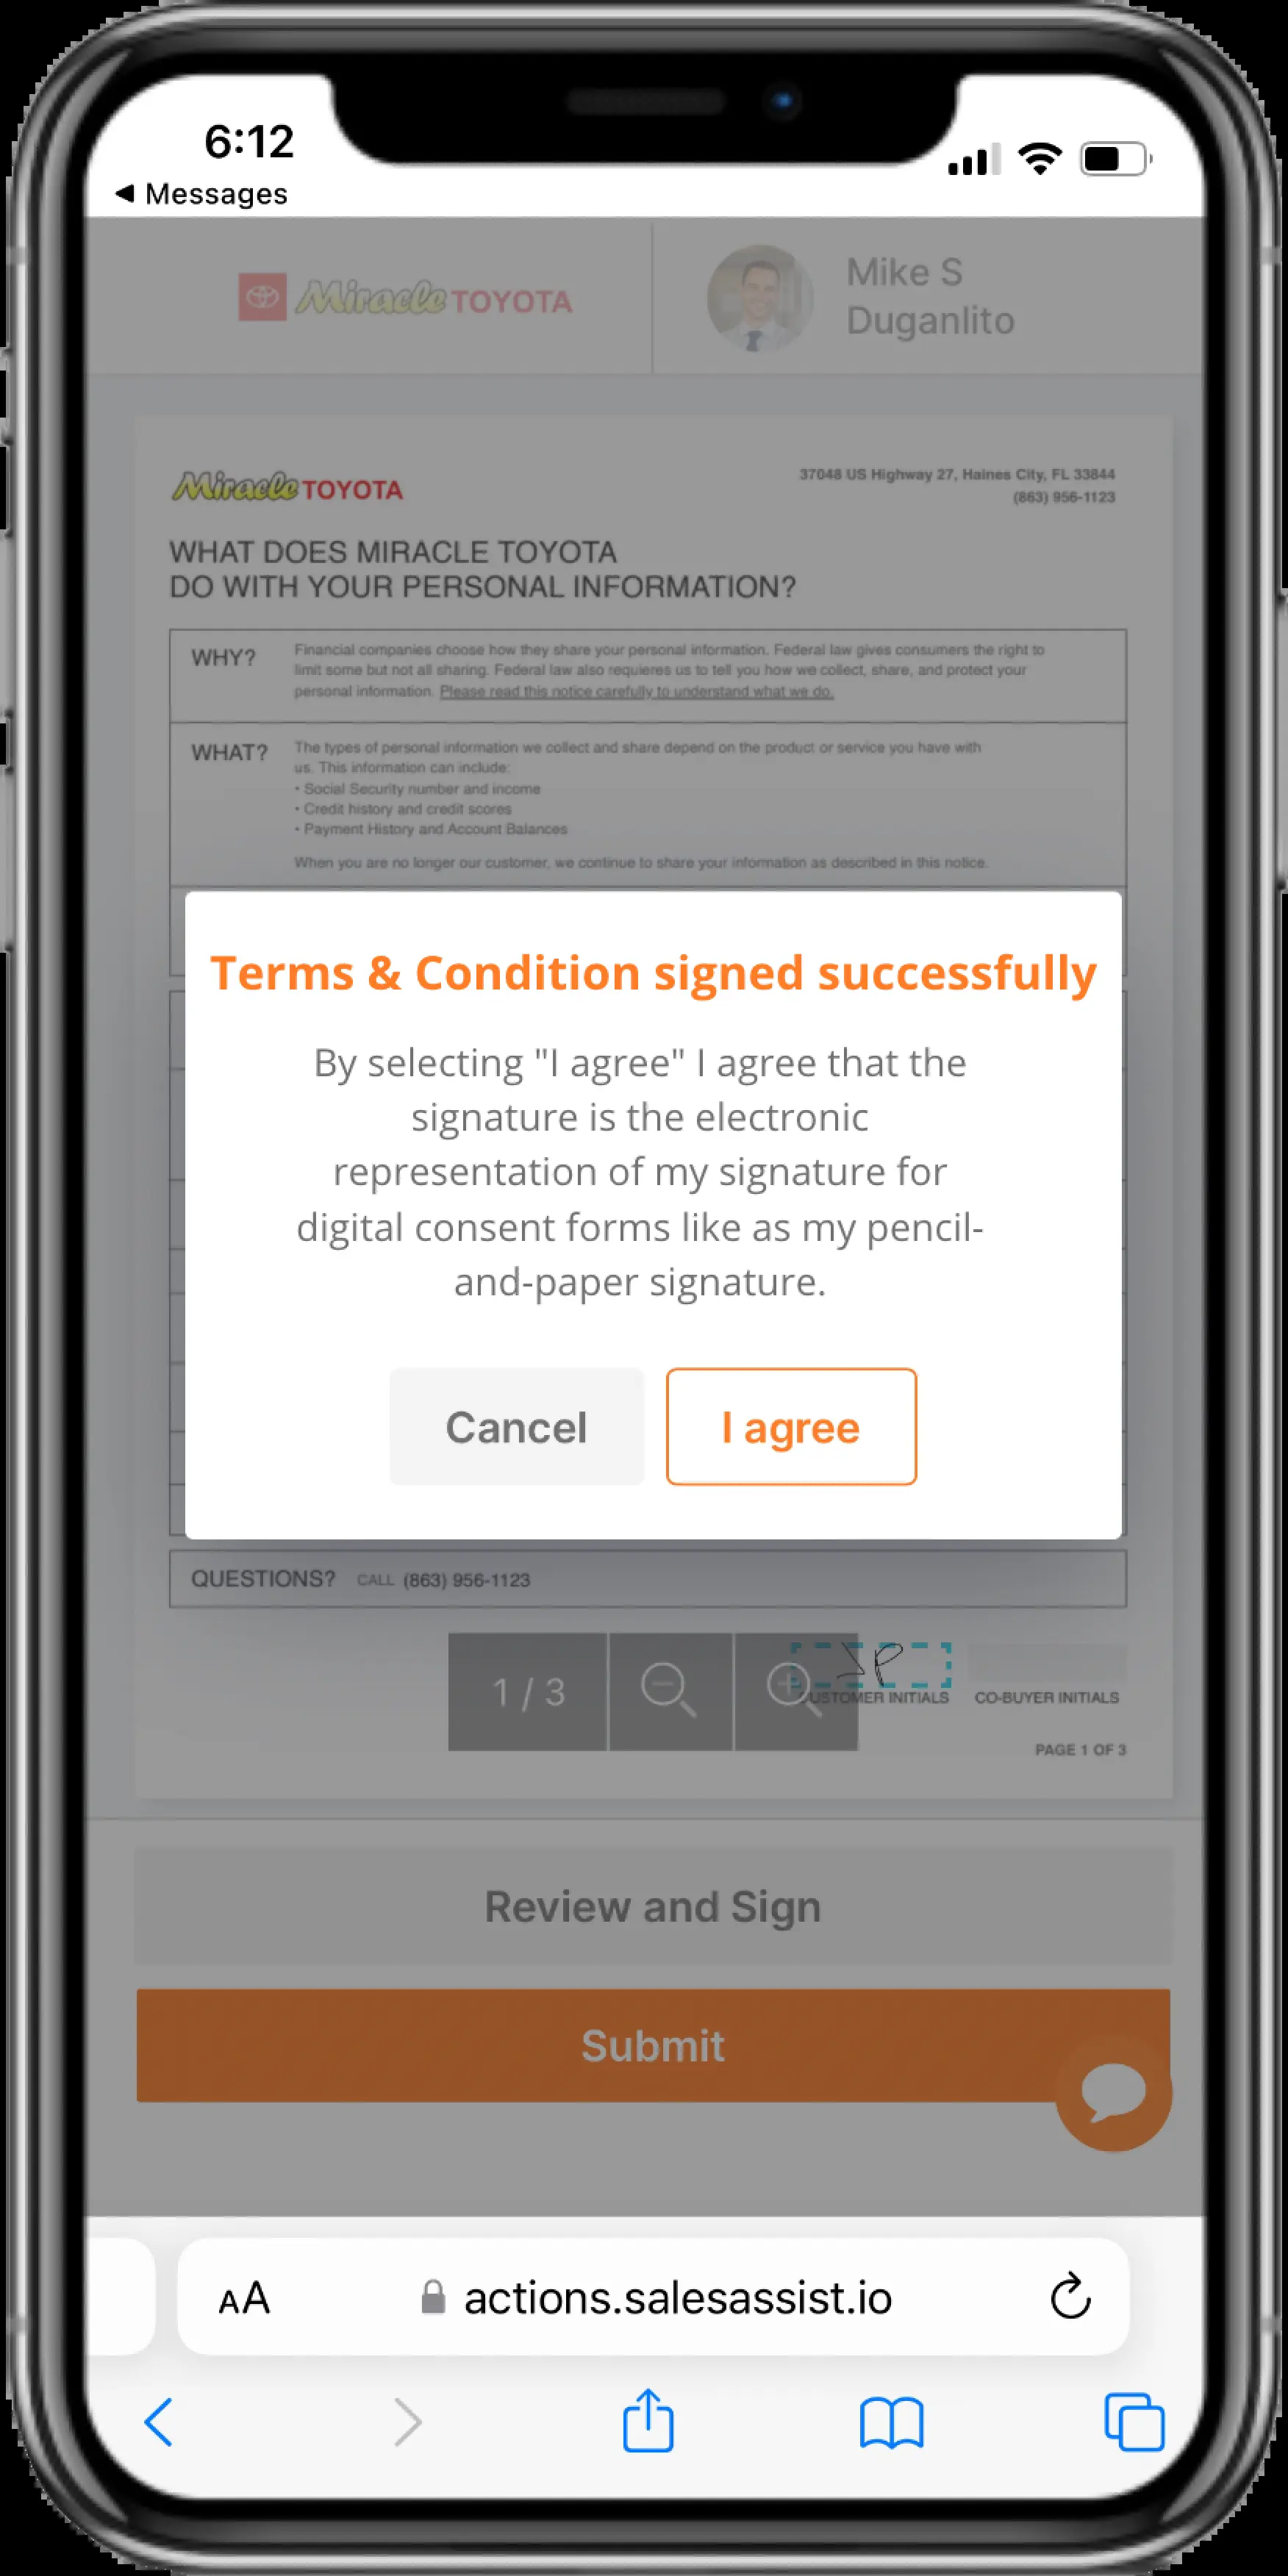 6:12
◀ Messages
Miracle TOYOTA
Mike S
Duganlito
Miracle TOYOTA
37048 US Highway 27, Haines City, FL 33844
(863) 956-1123
WHAT DOES MIRACLE TOYOTA
DO WITH YOUR PERSONAL INFORMATION?
WHY?
Financial companies choose how they share your personal information. Federal law gives consumers the right to
limit some but not all sharing. Federal law also requieres us to tell you how we collect, share, and protect your
personal information. Please read this notice carefully to understand what we do.
WHAT?
The types of personal information we collect and share depend on the product or service you have with
us. This information can include:
• Social Security number and income
• Credit history and credit scores
• Payment History and Account Balances
When you are no longer our customer, we continue to share your information as described in this notice.
Terms & Condition signed successfully
By selecting "I agree" I agree that the
signature is the electronic
representation of my signature for
digital consent forms like as my pencil-
and-paper signature.
Cancel
I agree
QUESTIONS? CALL (863) 956-1123
1 / 3
CUSTOMER INITIALS
CO-BUYER INITIALS
PAGE 1 OF 3
Review and Sign
Submit
AA
actions.salesassist.io